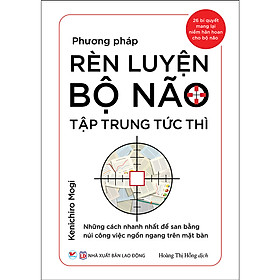 26 bí quyết
mang lại
niềm hân hoan
cho bộ não
Phương pháp
RÈN LUYỆN
BỘ NÃO
TẬP TRUNG TỨC THÌ
Kenichiro Mogi
Những cách nhanh nhất để san bằng
núi công việc ngổn ngang trên mặt bàn
NHÀ XUẤT BẢN LAO ĐỘNG
Hoàng Thị Hồng dịch